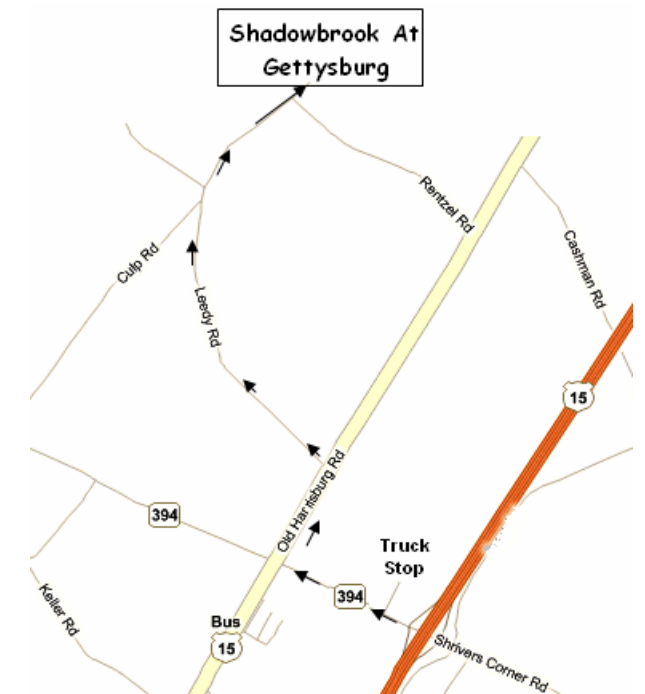 Shadowbrook At
Gettysburg
Rentzel Rd
Culp Rd
Cashman Rd
Leedy Rd
15
Old Harrisburg Rd
394
Truck
Stop
394
Keller Rd
Bus
15
Shrivers Corner Rd